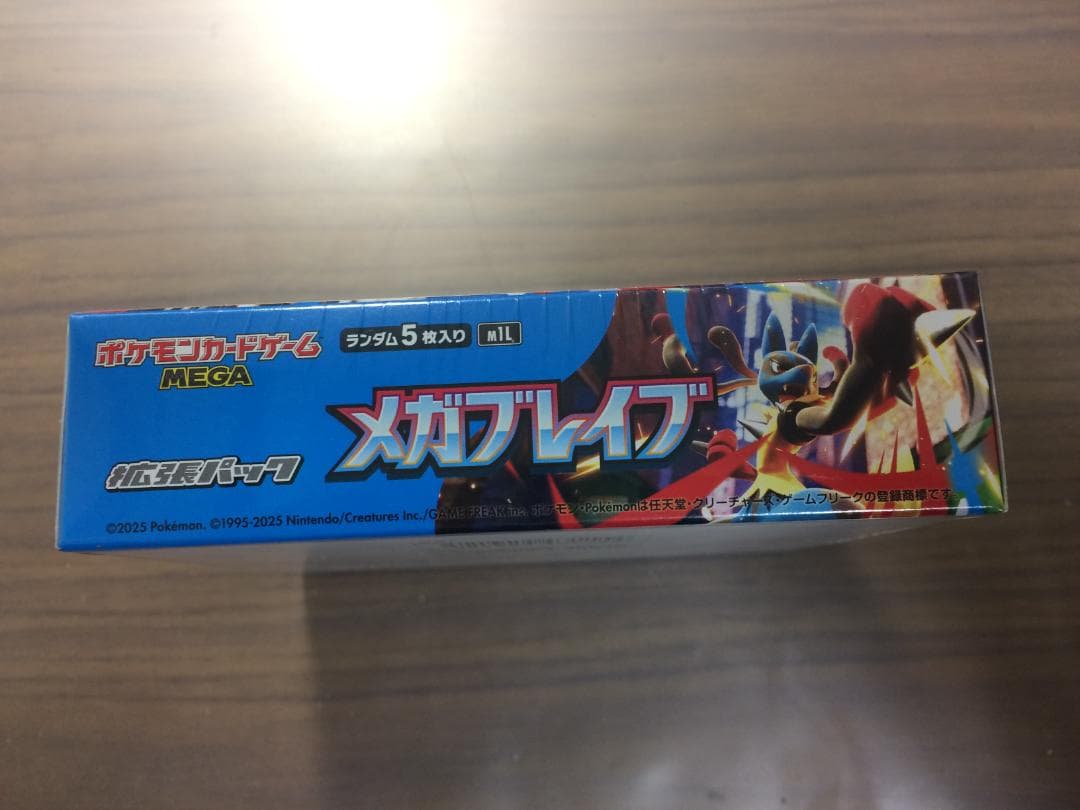 ポケモンカードゲーム
MEGA
ランダム5枚入り
M1L
メガブレイブ
拡張パック
©2025 Pokémon. ©1995-2025 Nintendo/Creatures Inc./GAME FREAK inc. ポケモン・Pokémonは任天堂・クリーチャーズ・ゲームフリークの登録商標です。